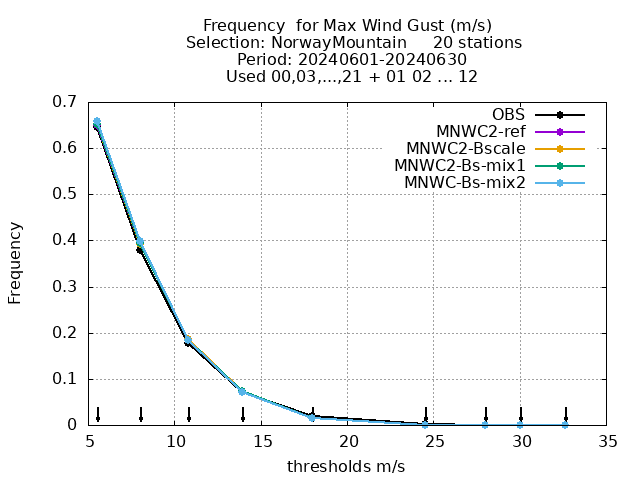 Frequency  for Max Wind Gust (m/s)
Selection: NorwayMountain     20 stations
Period: 20240601-20240630
Used 00,03,...,21 + 01 02 ... 12
OBS
MNWC2-ref
MNWC2-Bscale
MNWC2-Bs-mix1
MNWC-Bs-mix2
0.7
0.6
0.5
0.4
0.3
0.2
0.1
0
Frequency
5 10 15 20 25 30 35
thresholds m/s